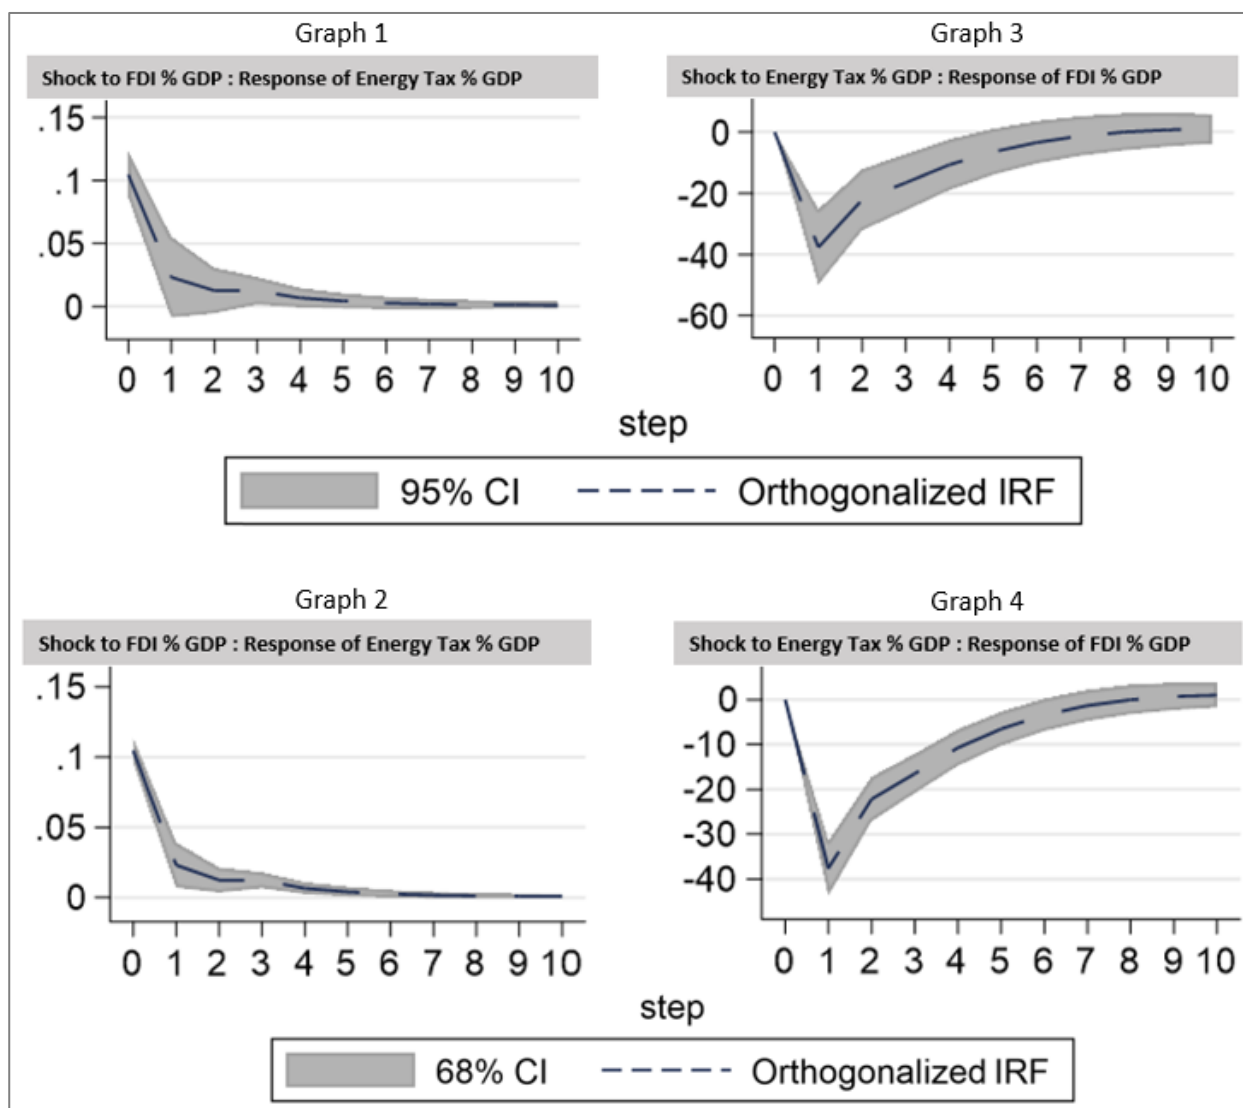 Graph 1
Shock to FDI % GDP : Response of Energy Tax % GDP
.15
.1
.05
0
0 1 2 3 4 5 6 7 8 9 10
Graph 3
Shock to Energy Tax % GDP : Response of FDI % GDP
0
-20
-40
-60
0 1 2 3 4 5 6 7 8 9 10
step
95% CI Orthogonalized IRF
Graph 2
Shock to FDI % GDP : Response of Energy Tax % GDP
.15
.1
.05
0
0 1 2 3 4 5 6 7 8 9 10
Graph 4
Shock to Energy Tax % GDP : Response of FDI % GDP
0
-10
-20
-30
-40
0 1 2 3 4 5 6 7 8 9 10
step
68% CI Orthogonalized IRF